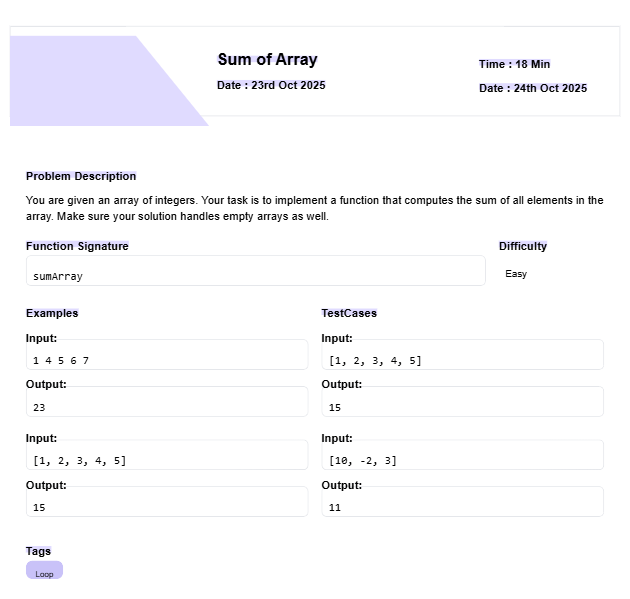 Sum of Array
Date : 23rd Oct 2025
Time : 18 Min
Date : 24th Oct 2025
Problem Description
You are given an array of integers. Your task is to implement a function that computes the sum of all elements in the
array. Make sure your solution handles empty arrays as well.
Function Signature
sumArray
Difficulty
Easy
Examples
Input:
1 4 5 6 7
Output:
23
Input:
[1, 2, 3, 4, 5]
Output:
15
TestCases
Input:
[1, 2, 3, 4, 5]
Output:
15
Input:
[10, -2, 3]
Output:
11
Tags
Loop